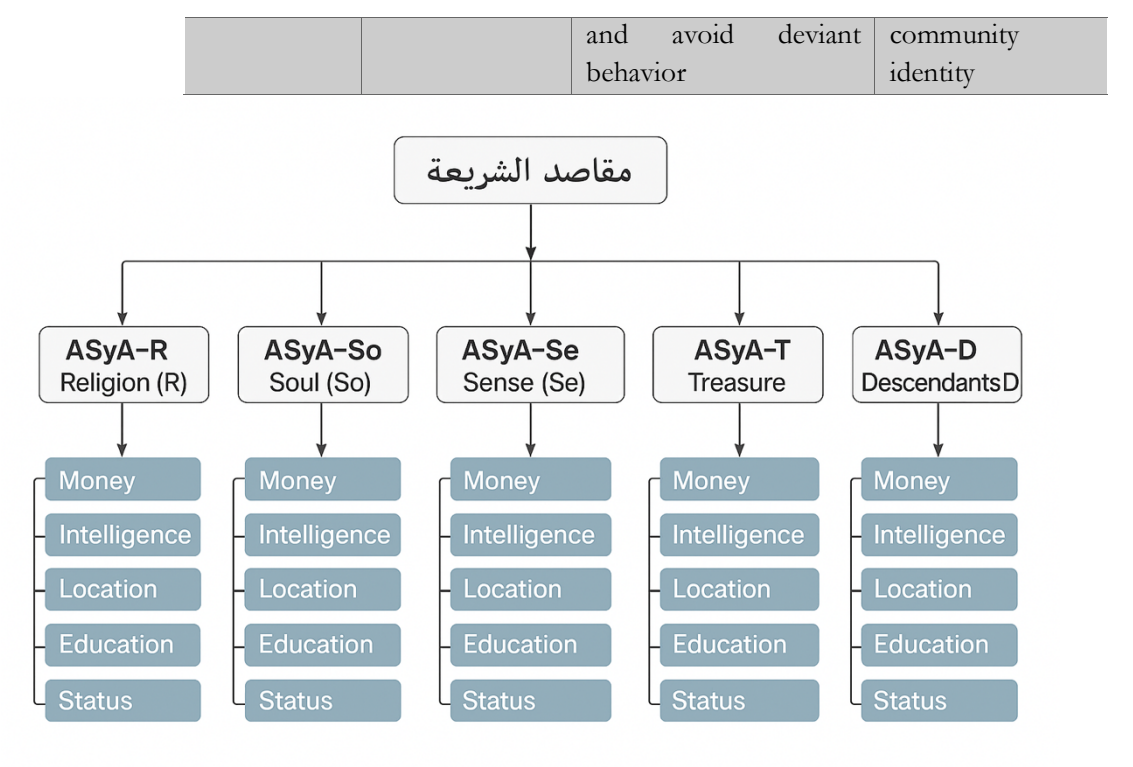 and avoid deviant
behavior
community
identity
مقاصد الشريعة
ASyA–R
Religion (R)
ASyA–So
Soul (So)
ASyA–Se
Sense (Se)
ASyA–T
Treasure
ASyA–D
Descendants D
Money
Intelligence
Location
Education
Status
Money
Intelligence
Location
Education
Status
Money
Intelligence
Location
Education
Status
Money
Intelligence
Location
Education
Status
Money
Intelligence
Location
Education
Status